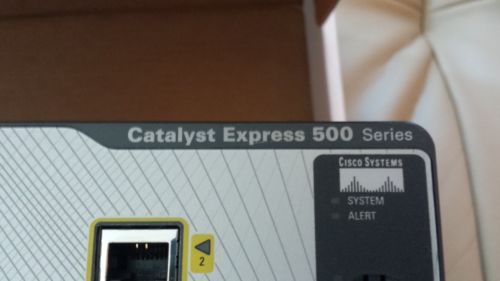 Catalyst Express 500 Series
CISCO SYSTEMS
SYSTEM
ALERT
2